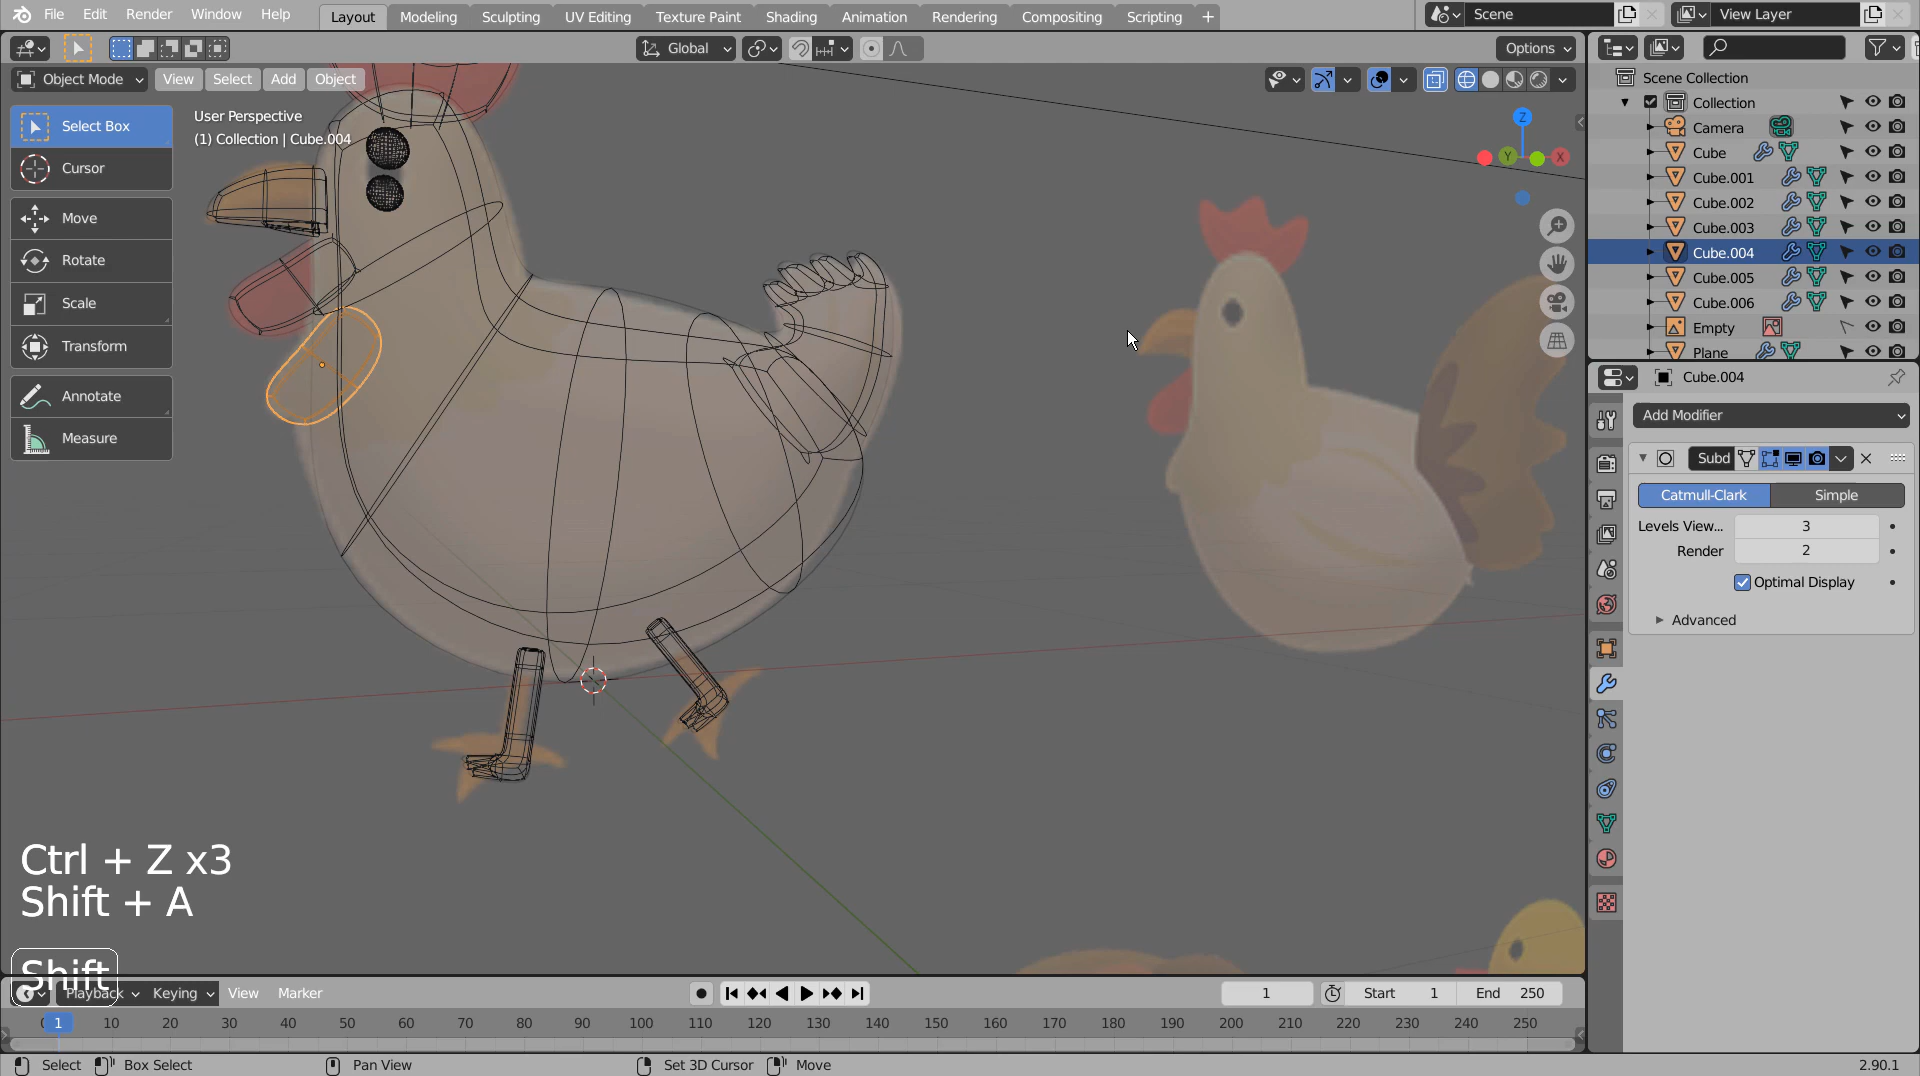 File Edit Render Window Help Layout Modeling Sculpting UV Editing Texture Paint Shading Animation Rendering Compositing Scripting + Scene View Layer
Global Options
Object Mode View Select Add Object
Select Box
Cursor
Move
Rotate
Scale
Transform
Annotate
Measure
User Perspective
(1) Collection | Cube.004
Z
Y
X
Ctrl + Z x3
Shift + A
Shift
Scene Collection
Collection
Camera
Cube
Cube.001
Cube.002
Cube.003
Cube.004
Cube.005
Cube.006
Empty
Plane
Cube.004
Add Modifier
Subd
Catmull-Clark Simple
Levels View... 3
Render 2
Optimal Display
Advanced
Playback Keying View Marker 1 Start 1 End 250
1 10 20 30 40 50 60 70 80 90 100 110 120 130 140 150 160 170 180 190 200 210 220 230 240 250
Select Box Select Pan View Set 3D Cursor Move 2.90.1